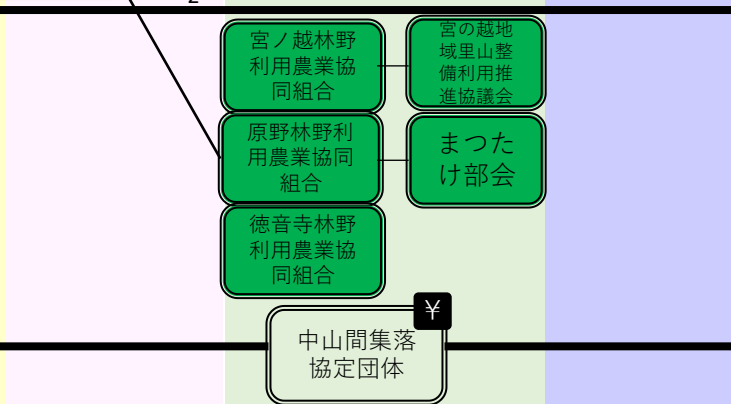 2
宮ノ越林野
利用農業協
同組合
宮の越地
域里山整
備利用推
進協議会
原野林野利
用農業協同
組合
まつた
け部会
徳音寺林野
利用農業協
同組合
¥
中山間集落
協定団体